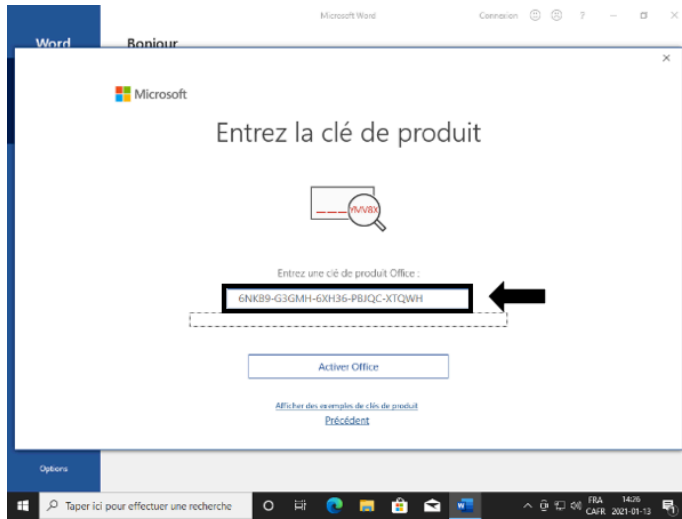 Microsoft Word
Connexion
?
Word
Bonjour
Microsoft
Entrez la clé de produit
___YMV8X
Entrez une clé de produit Office :
6NKB9-G3GMH-6XH36-PBJQC-XTQWH
Activer Office
Afficher des exemples de clés de produit
Précédent
Options
Taper ici pour effectuer une recherche
FRA 14:26
CAFR 2021-01-13